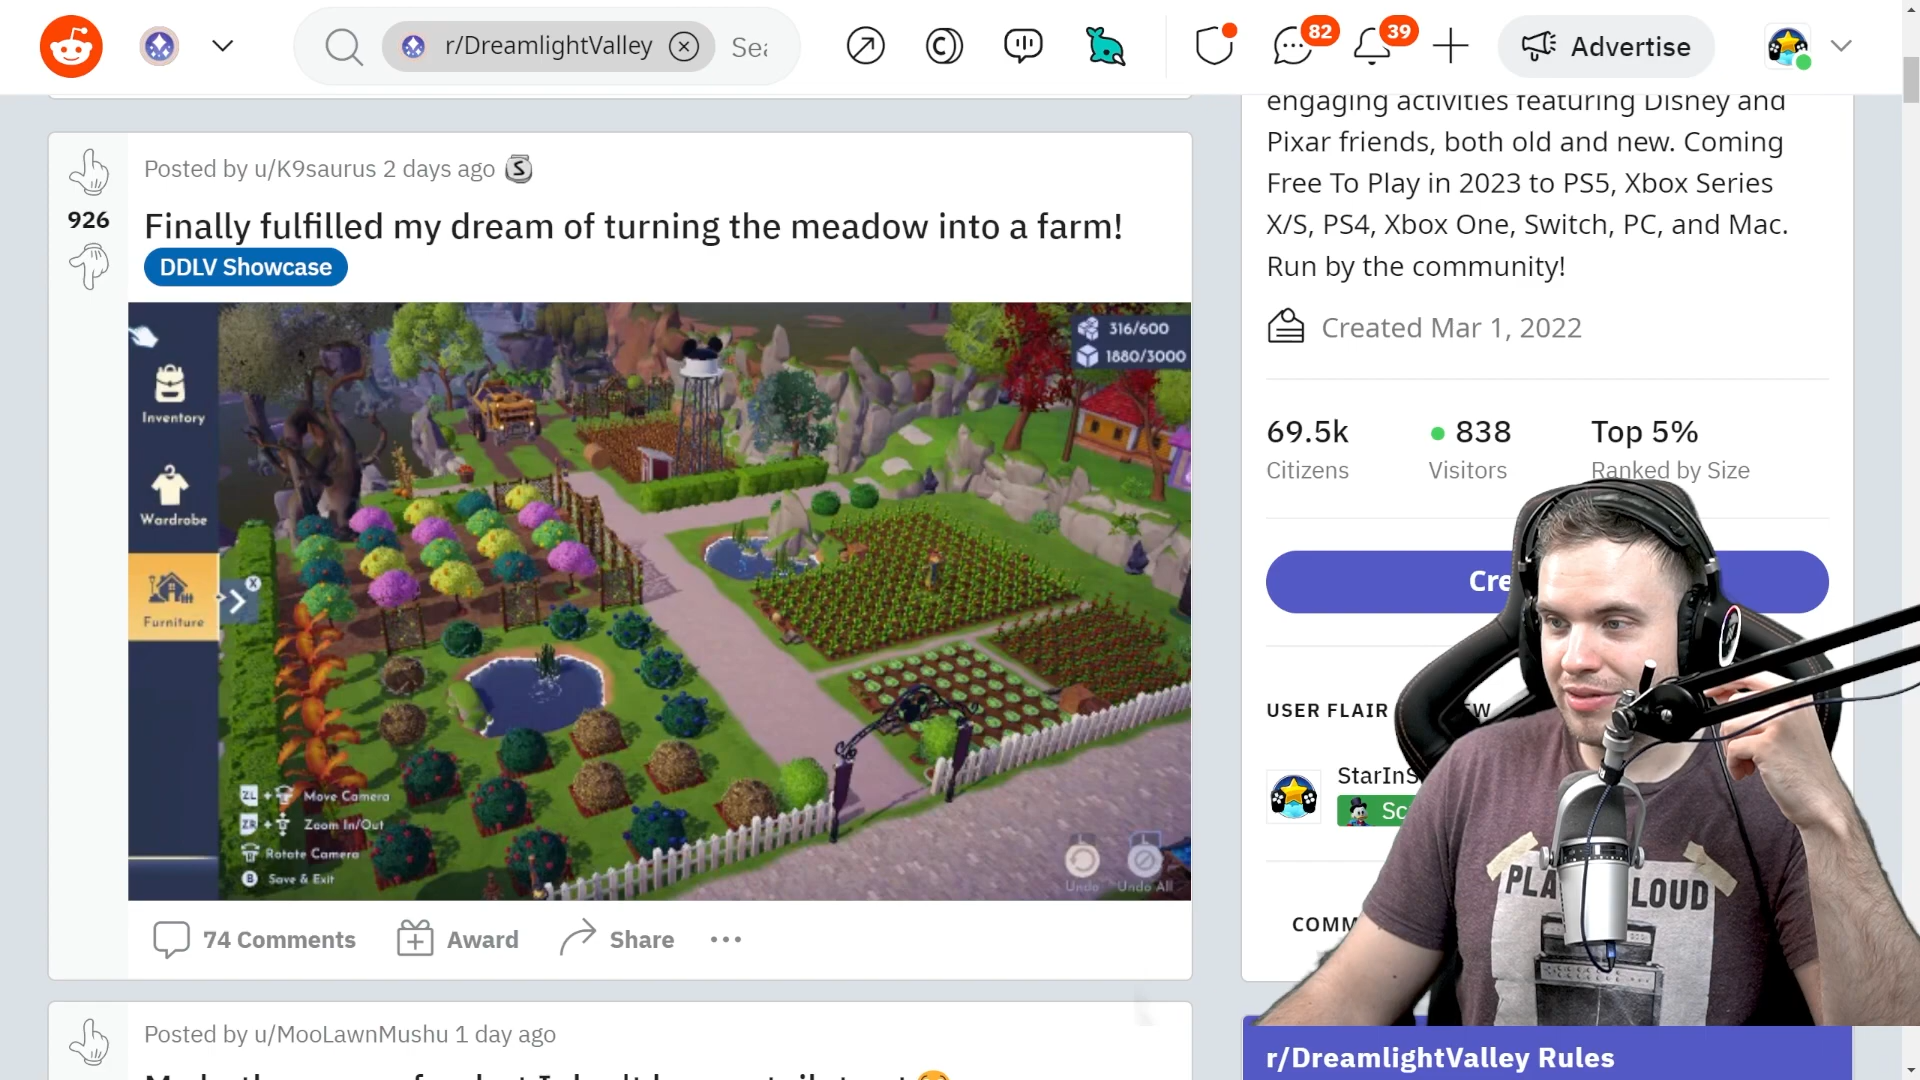 r/DreamlightValley
Sea
82
39
Advertise
Posted by u/K9saurus 2 days ago
S
926
Finally fulfilled my dream of turning the meadow into a farm!
DDLV Showcase
Inventory
Wardrobe
Furniture
X
316/600
1880/3000
ZL + Move Camera
ZR + Zoom In/Out
Rotate Camera
B Save & Exit
Undo
Undo All
74 Comments
Award
Share
Posted by u/MooLawnMushu 1 day ago
engaging activities featuring Disney and
Pixar friends, both old and new. Coming
Free To Play in 2023 to PS5, Xbox Series
X/S, PS4, Xbox One, Switch, PC, and Mac.
Run by the community!
Created Mar 1, 2022
69.5k
838
Top 5%
Citizens
Visitors
Ranked by Size
Cre
USER FLAIR
StarInS
Sc
COMM
PLA LOUD
r/DreamlightValley Rules